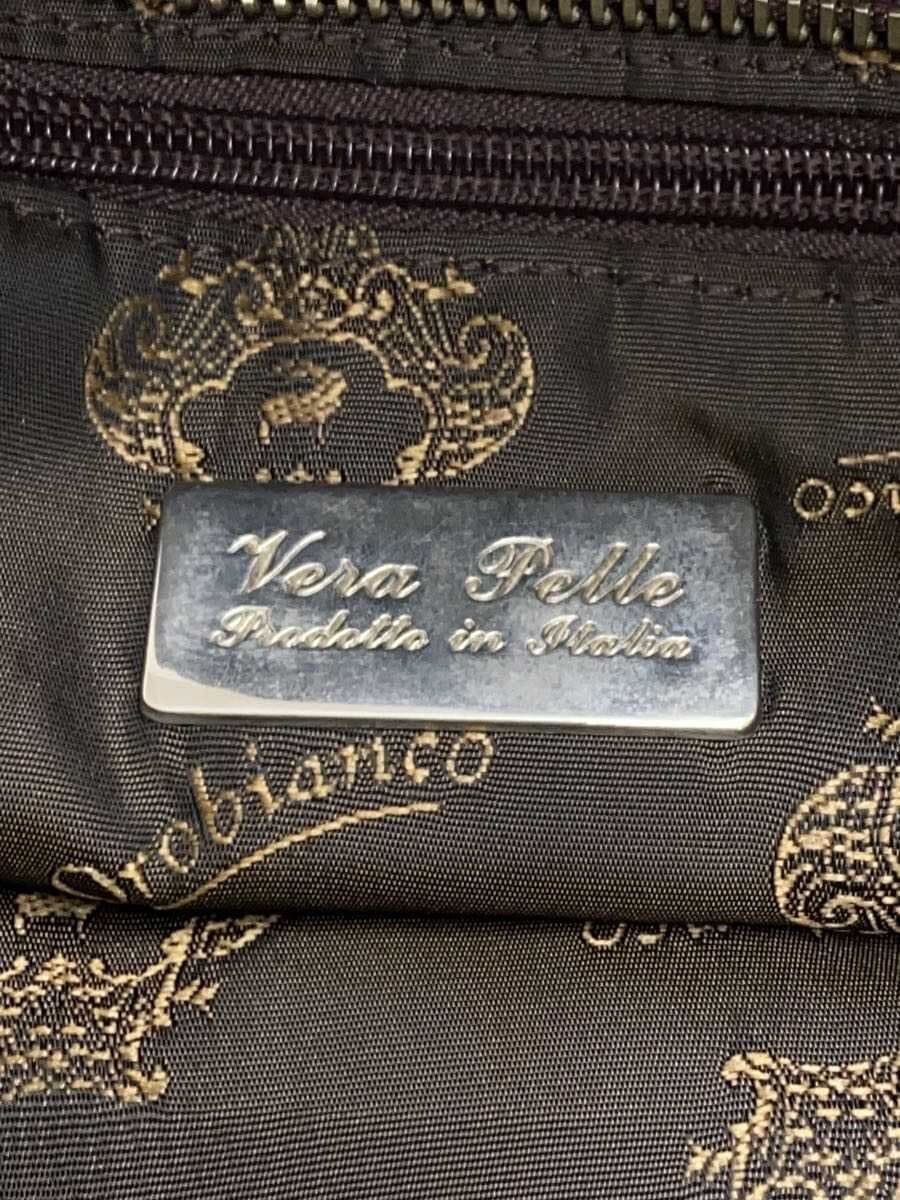 Vera Pelle
Prodotto in Italia
Orobianco